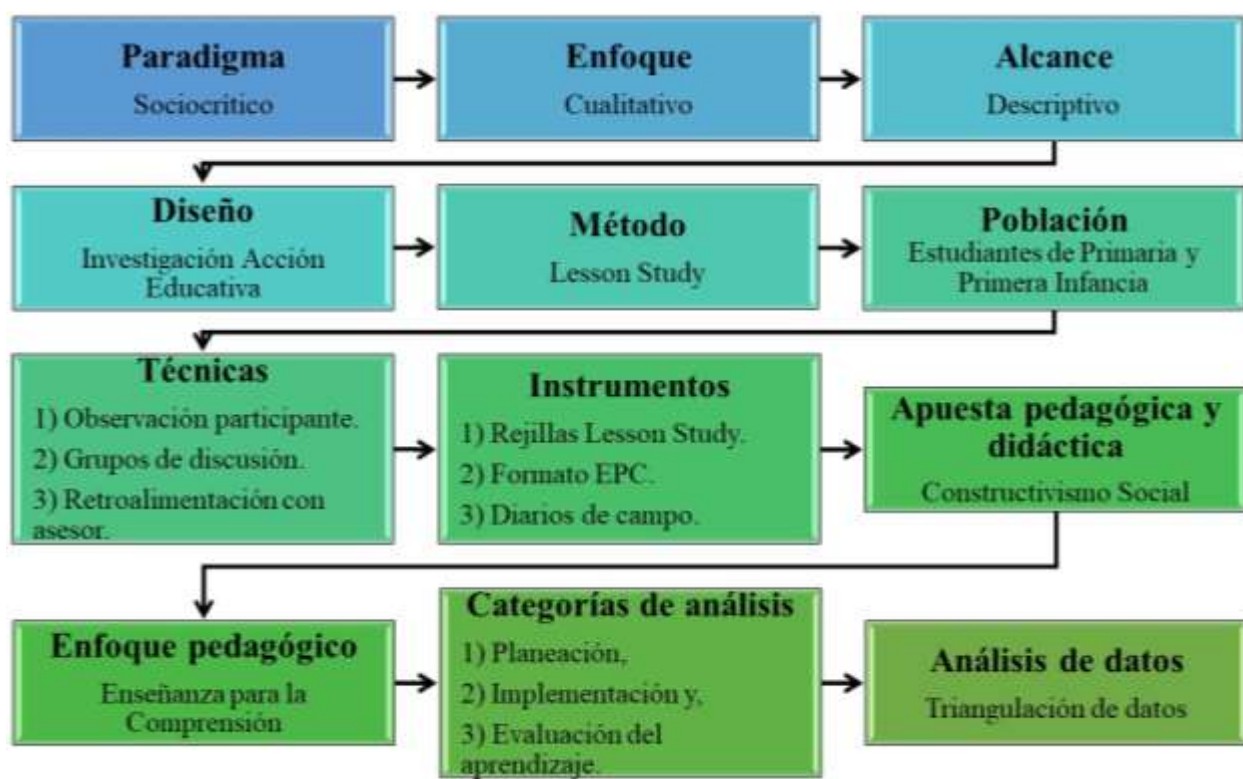 Paradigma
Sociocrítico
Enfoque
Cualitativo
Alcance
Descriptivo
Diseño
Investigación Acción
Educativa
Método
Lesson Study
Población
Estudiantes de Primaria y
Primera Infancia
Técnicas
1) Observación participante.
2) Grupos de discusión.
3) Retroalimentación con
asesor.
Instrumentos
1) Rejillas Lesson Study.
2) Formato EPC.
3) Diarios de campo.
Apuesta pedagógica y
didáctica
Constructivismo Social
Enfoque pedagógico
Enseñanza para la
Comprensión
Categorías de análisis
1) Planeación,
2) Implementación y,
3) Evaluación del
aprendizaje.
Análisis de datos
Triangulación de datos